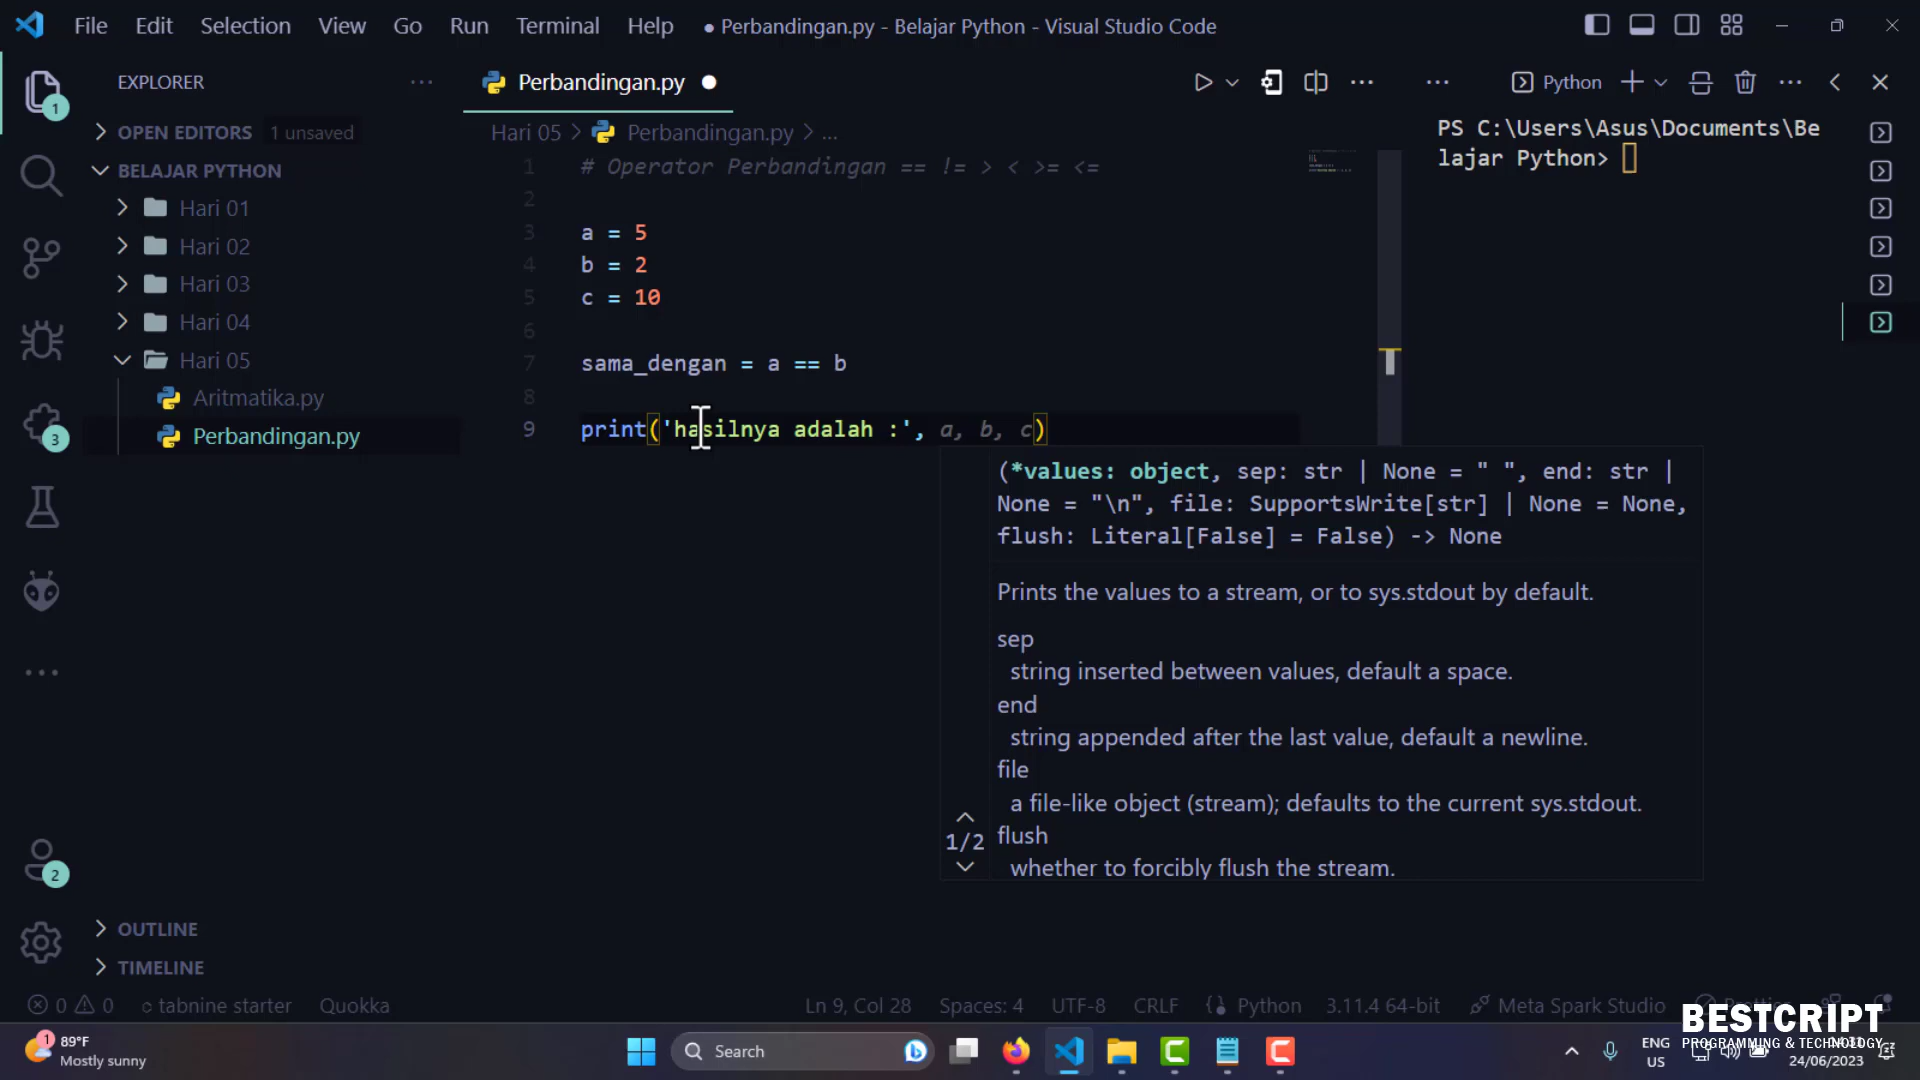 File Edit Selection View Go Run Terminal Help ● Perbandingan.py - Belajar Python - Visual Studio Code
EXPLORER
OPEN EDITORS 1 unsaved
BELAJAR PYTHON
Hari 01
Hari 02
Hari 03
Hari 04
Hari 05
Aritmatika.py
Perbandingan.py
OUTLINE
TIMELINE
1
3
2
Perbandingan.py
Hari 05 > Perbandingan.py > ...
1 # Operator Perbandingan == != > < >= <=
2
3 a = 5
4 b = 2
5 c = 10
6
7 sama_dengan = a == b
8
9 print('hasilnya adalah :', a, b, c)
(*values: object, sep: str | None = " ", end: str |
None = "\n", file: SupportsWrite[str] | None = None,
flush: Literal[False] = False) -> None
Prints the values to a stream, or to sys.stdout by default.
sep
string inserted between values, default a space.
end
string appended after the last value, default a newline.
file
a file-like object (stream); defaults to the current sys.stdout.
flush
whether to forcibly flush the stream.
1/2
Python
PS C:\Users\Asus\Documents\Be
lajar Python>
0 0 tabnine starter Quokka Ln 9, Col 28 Spaces: 4 UTF-8 CRLF Python 3.11.4 64-bit Meta Spark Studio
BESTCRIPT
PROGRAMMING & TECHNOLOGY
1
89°F
Mostly sunny
Search
ENG
US
24/06/2023